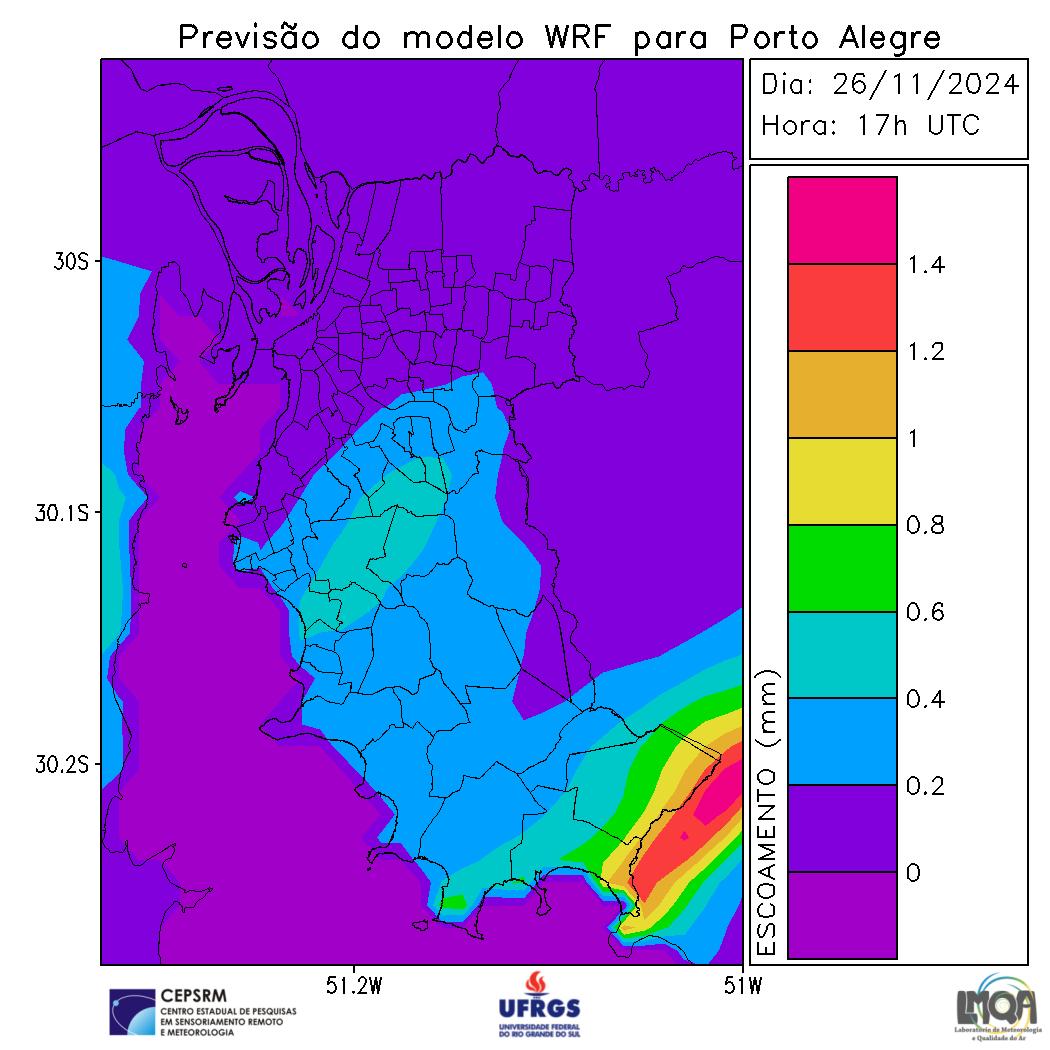 Previsão do modelo WRF para Porto Alegre
Dia: 26/11/2024
Hora: 17h UTC
30S
30.1S
30.2S
51.2W
51W
ESCOAMENTO (mm)
1.4
1.2
1
0.8
0.6
0.4
0.2
0
CEPSRM
CENTRO ESTADUAL DE PESQUISAS
EM SENSORIAMENTO REMOTO
E METEOROLOGIA
UFRGS
UNIVERSIDADE FEDERAL
DO RIO GRANDE DO SUL
LMQA
Laboratório de Meteorologia
e Qualidade do Ar